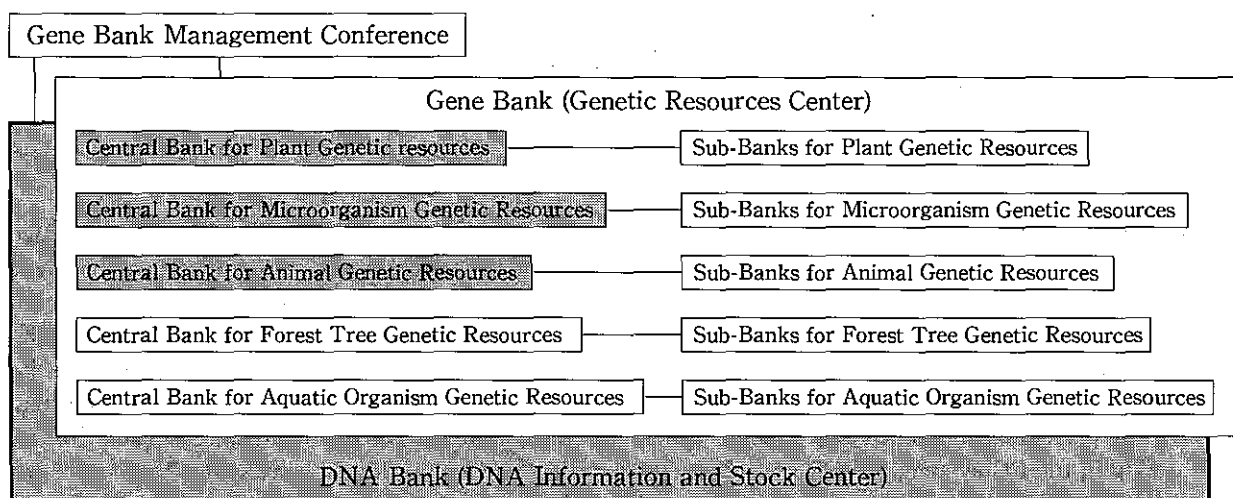 Gene Bank Management Conference
Gene Bank (Genetic Resources Center)
Central Bank for Plant Genetic resources
Sub-Banks for Plant Genetic Resources
Central Bank for Microorganism Genetic Resources
Sub-Banks for Microorganism Genetic Resources
Central Bank for Animal Genetic Resources
Sub-Banks for Animal Genetic Resources
Central Bank for Forest Tree Genetic Resources
Sub-Banks for Forest Tree Genetic Resources
Central Bank for Aquatic Organism Genetic Resources
Sub-Banks for Aquatic Organism Genetic Resources
DNA Bank (DNA Information and Stock Center)